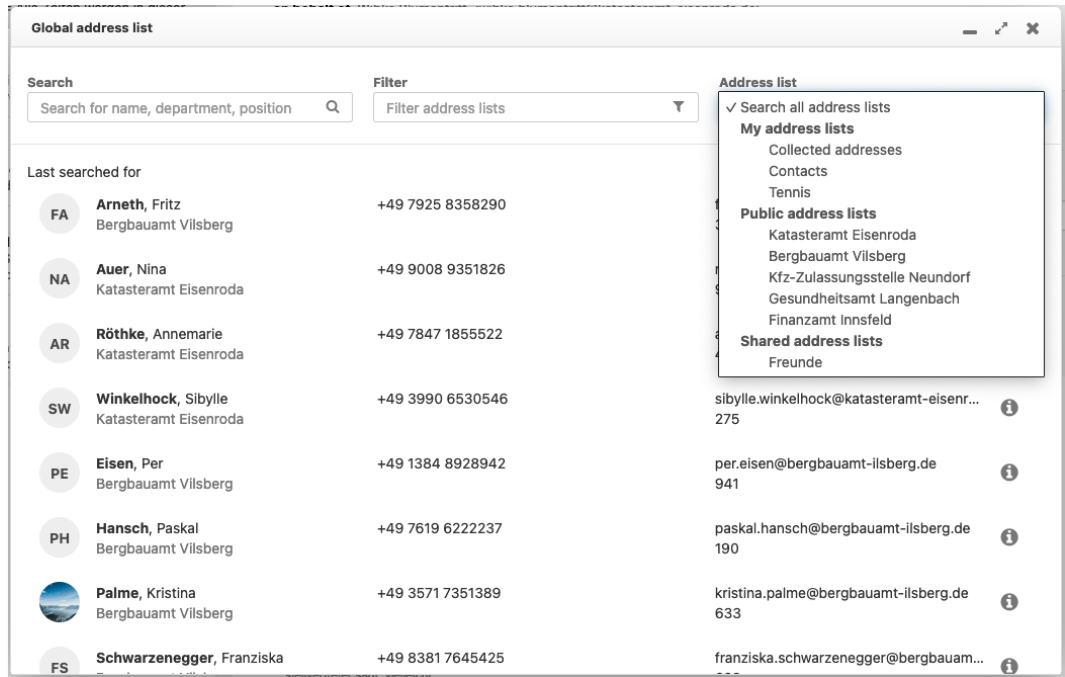 Global address list
Search
Filter
Address list
Search for name, department, position
Filter address lists
✓ Search all address lists
My address lists
Collected addresses
Contacts
Tennis
Public address lists
Katasteramt Eisenroda
Bergbauamt Vilsberg
Kfz-Zulassungsstelle Neundorf
Gesundheitsamt Langenbach
Finanzamt Innsfeld
Shared address lists
Freunde
Last searched for
FA
Arneth, Fritz
Bergbauamt Vilsberg
+49 7925 8358290
NA
Auer, Nina
Katasteramt Eisenroda
+49 9008 9351826
AR
Röthke, Annemarie
Katasteramt Eisenroda
+49 7847 1855522
SW
Winkelhock, Sibylle
Katasteramt Eisenroda
+49 3990 6530546
sibylle.winkelhock@katasteramt-eisenr...
275
PE
Eisen, Per
Bergbauamt Vilsberg
+49 1384 8928942
per.eisen@bergbauamt-ilsberg.de
941
PH
Hansch, Paskal
Bergbauamt Vilsberg
+49 7619 6222237
paskal.hansch@bergbauamt-ilsberg.de
190
Palme, Kristina
Bergbauamt Vilsberg
+49 3571 7351389
kristina.palme@bergbauamt-ilsberg.de
633
FS
Schwarzenegger, Franziska
+49 8381 7645425
franziska.schwarzenegger@bergbauam...